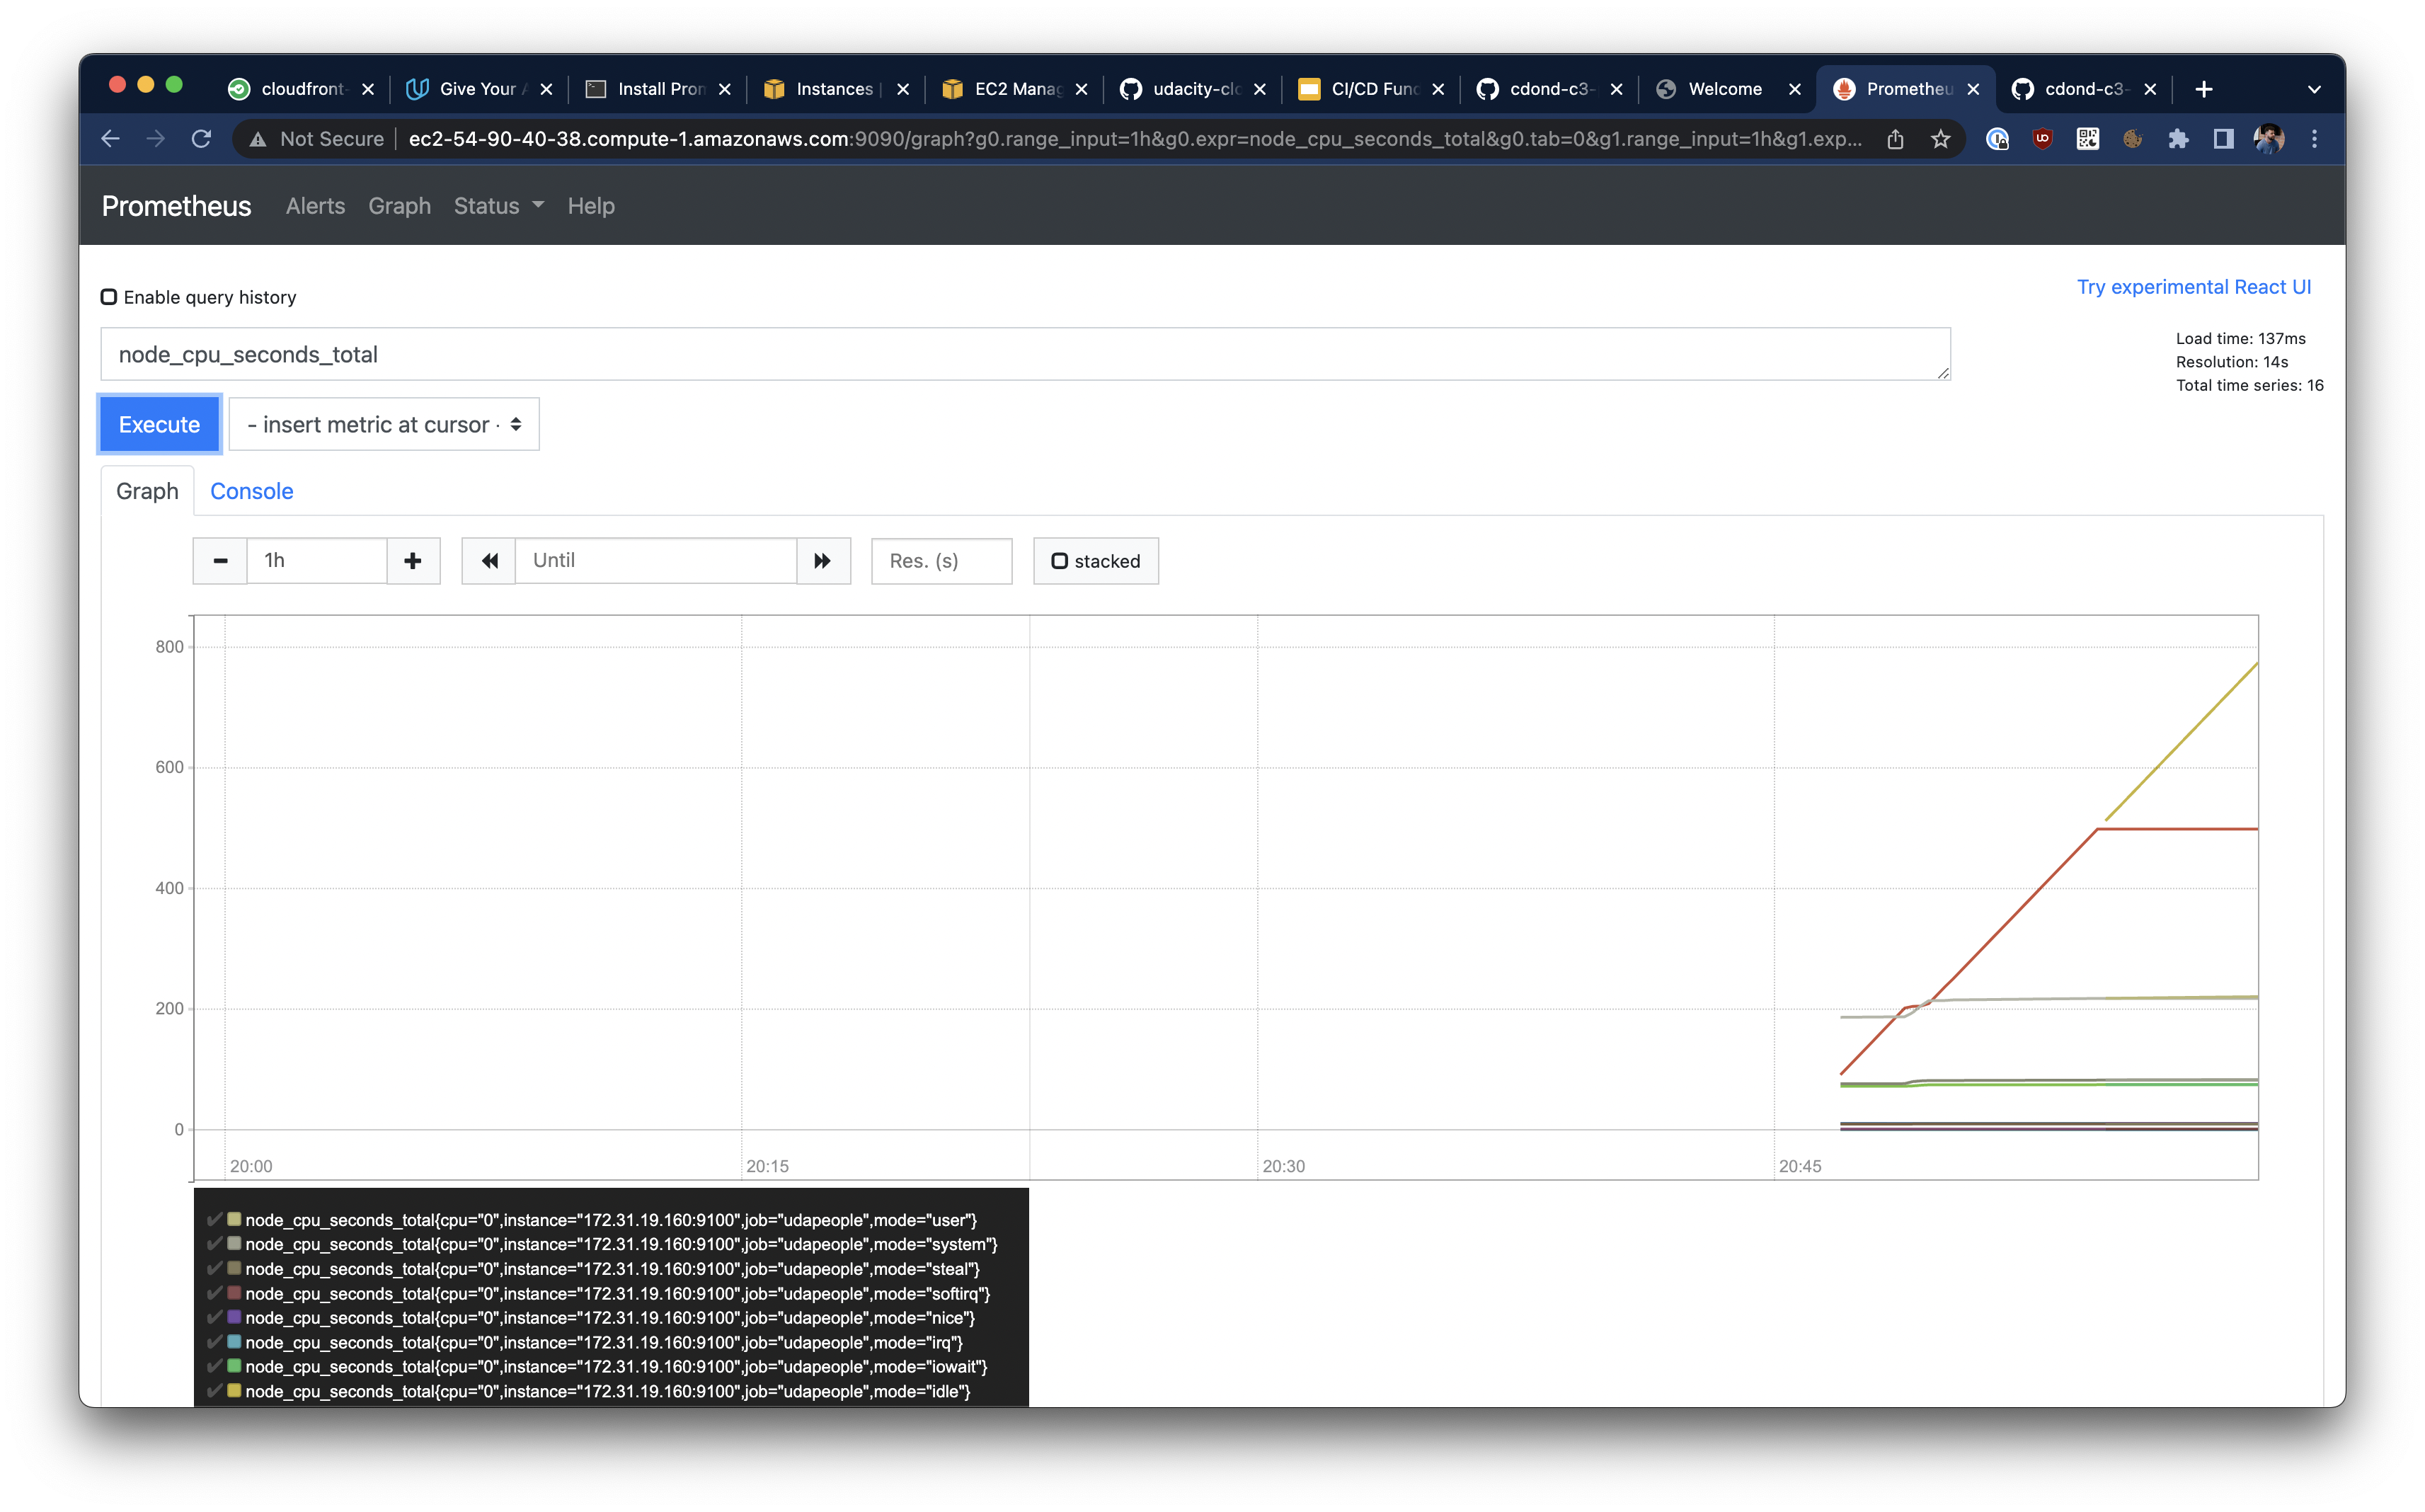 cloudfront-
Give Your A
Install Prom
Instances |
EC2 Manag
udacity-clo
CI/CD Fund
cdond-c3-
Welcome
Prometheu
cdond-c3-
Not Secure
ec2-54-90-40-38.compute-1.amazonaws.com:9090/graph?g0.range_input=1h&g0.expr=node_cpu_seconds_total&g0.tab=0&g1.range_input=1h&g1.exp...
Prometheus Alerts Graph Status Help
Enable query history
Try experimental React UI
node_cpu_seconds_total
Load time: 137ms
Resolution: 14s
Total time series: 16
Execute
- insert metric at cursor -
Graph Console
1h
Until
Res. (s)
stacked
800
600
400
200
0
20:00 20:15 20:30 20:45
node_cpu_seconds_total{cpu="0",instance="172.31.19.160:9100",job="udapeople",mode="user"}
node_cpu_seconds_total{cpu="0",instance="172.31.19.160:9100",job="udapeople",mode="system"}
node_cpu_seconds_total{cpu="0",instance="172.31.19.160:9100",job="udapeople",mode="steal"}
node_cpu_seconds_total{cpu="0",instance="172.31.19.160:9100",job="udapeople",mode="softirq"}
node_cpu_seconds_total{cpu="0",instance="172.31.19.160:9100",job="udapeople",mode="nice"}
node_cpu_seconds_total{cpu="0",instance="172.31.19.160:9100",job="udapeople",mode="irq"}
node_cpu_seconds_total{cpu="0",instance="172.31.19.160:9100",job="udapeople",mode="iowait"}
node_cpu_seconds_total{cpu="0",instance="172.31.19.160:9100",job="udapeople",mode="idle"}